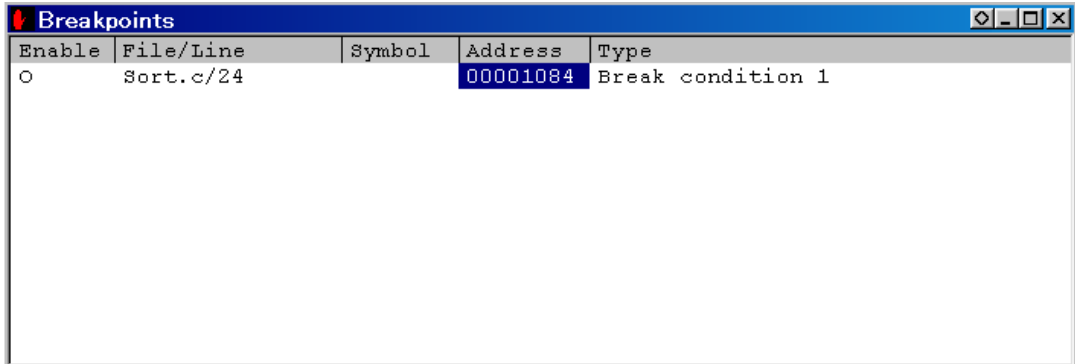 Breakpoints
Enable File/Line Symbol Address Type
O Sort.c/24 00001084 Break condition 1